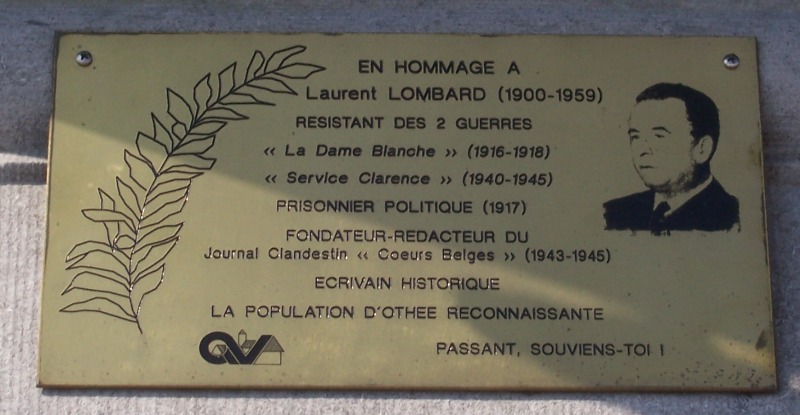 EN HOMMAGE A
Laurent LOMBARD (1900-1959)
RESISTANT DES 2 GUERRES
« La Dame Blanche » (1916-1918)
« Service Clarence » (1940-1945)
PRISONNIER POLITIQUE (1917)
FONDATEUR-REDACTEUR DU
Journal Clandestin « Coeurs Belges » (1943-1945)
ECRIVAIN HISTORIQUE
LA POPULATION D'OTHEE RECONNAISSANTE
PASSANT, SOUVIENS-TOI !